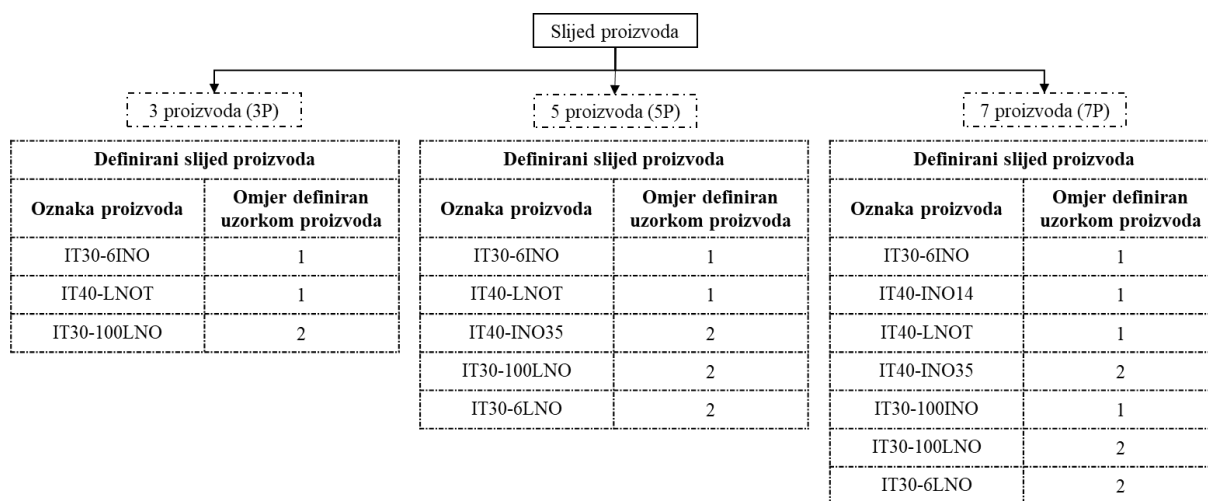 Slijed proizvoda
3 proizvoda (3P)
Definirani slijed proizvoda
Oznaka proizvoda
Omjer definiran
uzorkom proizvoda
IT30-6INO 1
IT40-LNOT 1
IT30-100LNO 2
5 proizvoda (5P)
Definirani slijed proizvoda
Oznaka proizvoda
Omjer definiran
uzorkom proizvoda
IT30-6INO 1
IT40-LNOT 1
IT40-INO35 2
IT30-100LNO 2
IT30-6LNO 2
7 proizvoda (7P)
Definirani slijed proizvoda
Oznaka proizvoda
Omjer definiran
uzorkom proizvoda
IT30-6INO 1
IT40-INO14 1
IT40-LNOT 1
IT40-INO35 2
IT30-100INO 1
IT30-100LNO 2
IT30-6LNO 2